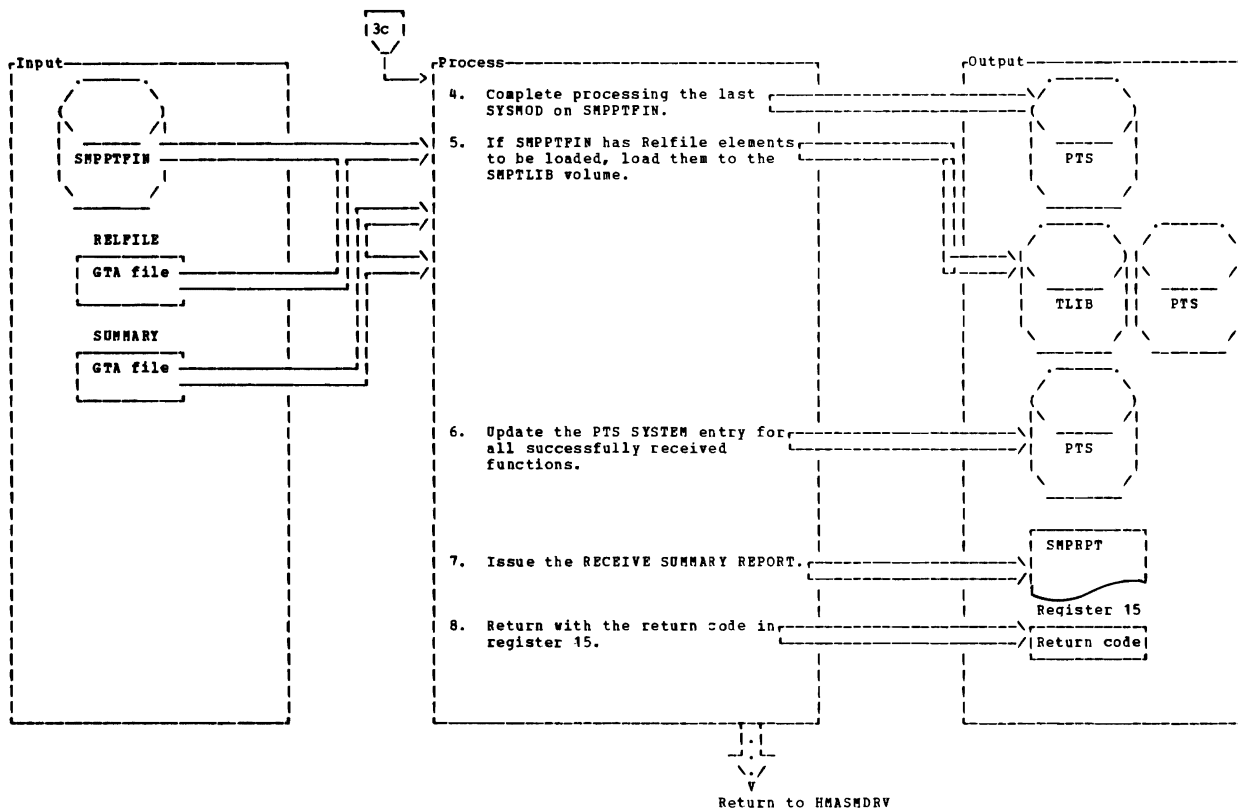 3c
Input
SMPPTFIN
RELFILE
GTA file
SUMMARY
GTA file
Process
4. Complete processing the last
SYSMOD on SMPPTFIN.
5. If SMPPTFIN has Relfile elements
to be loaded, load them to the
SMPTLIB volume.
6. Update the PTS SYSTEM entry for
all successfully received
functions.
7. Issue the RECEIVE SUMMARY REPORT.
8. Return with the return code in
register 15.
Output
PTS
TLIB
PTS
PTS
SMPRPT
Register 15
Return code
Return to HMASMDRV